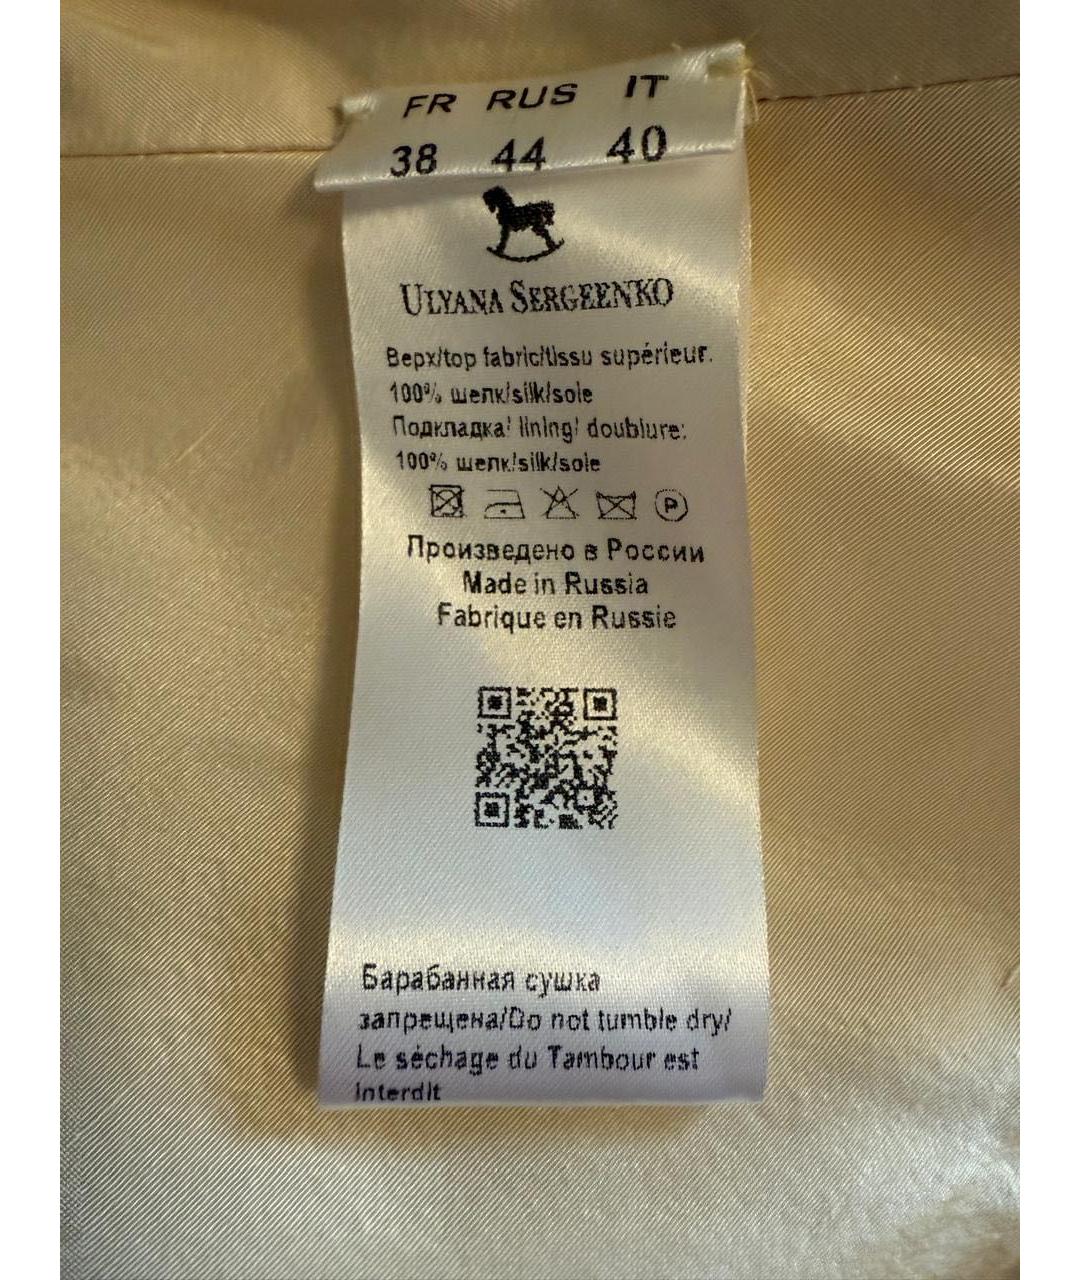 FR RUS IT
38 44 40
ULYANA SERGEENKO
Верх/top fabric/tissu supérieur.
100% шелк/silk/sole
Подкладка/ lining/ doublure:
100% шелк/silk/sole
P
Произведено в России
Made in Russia
Fabrique en Russie
Барабанная сушка
запрещена/Do not tumble dry/
Le séchage du Tambour est
interdit